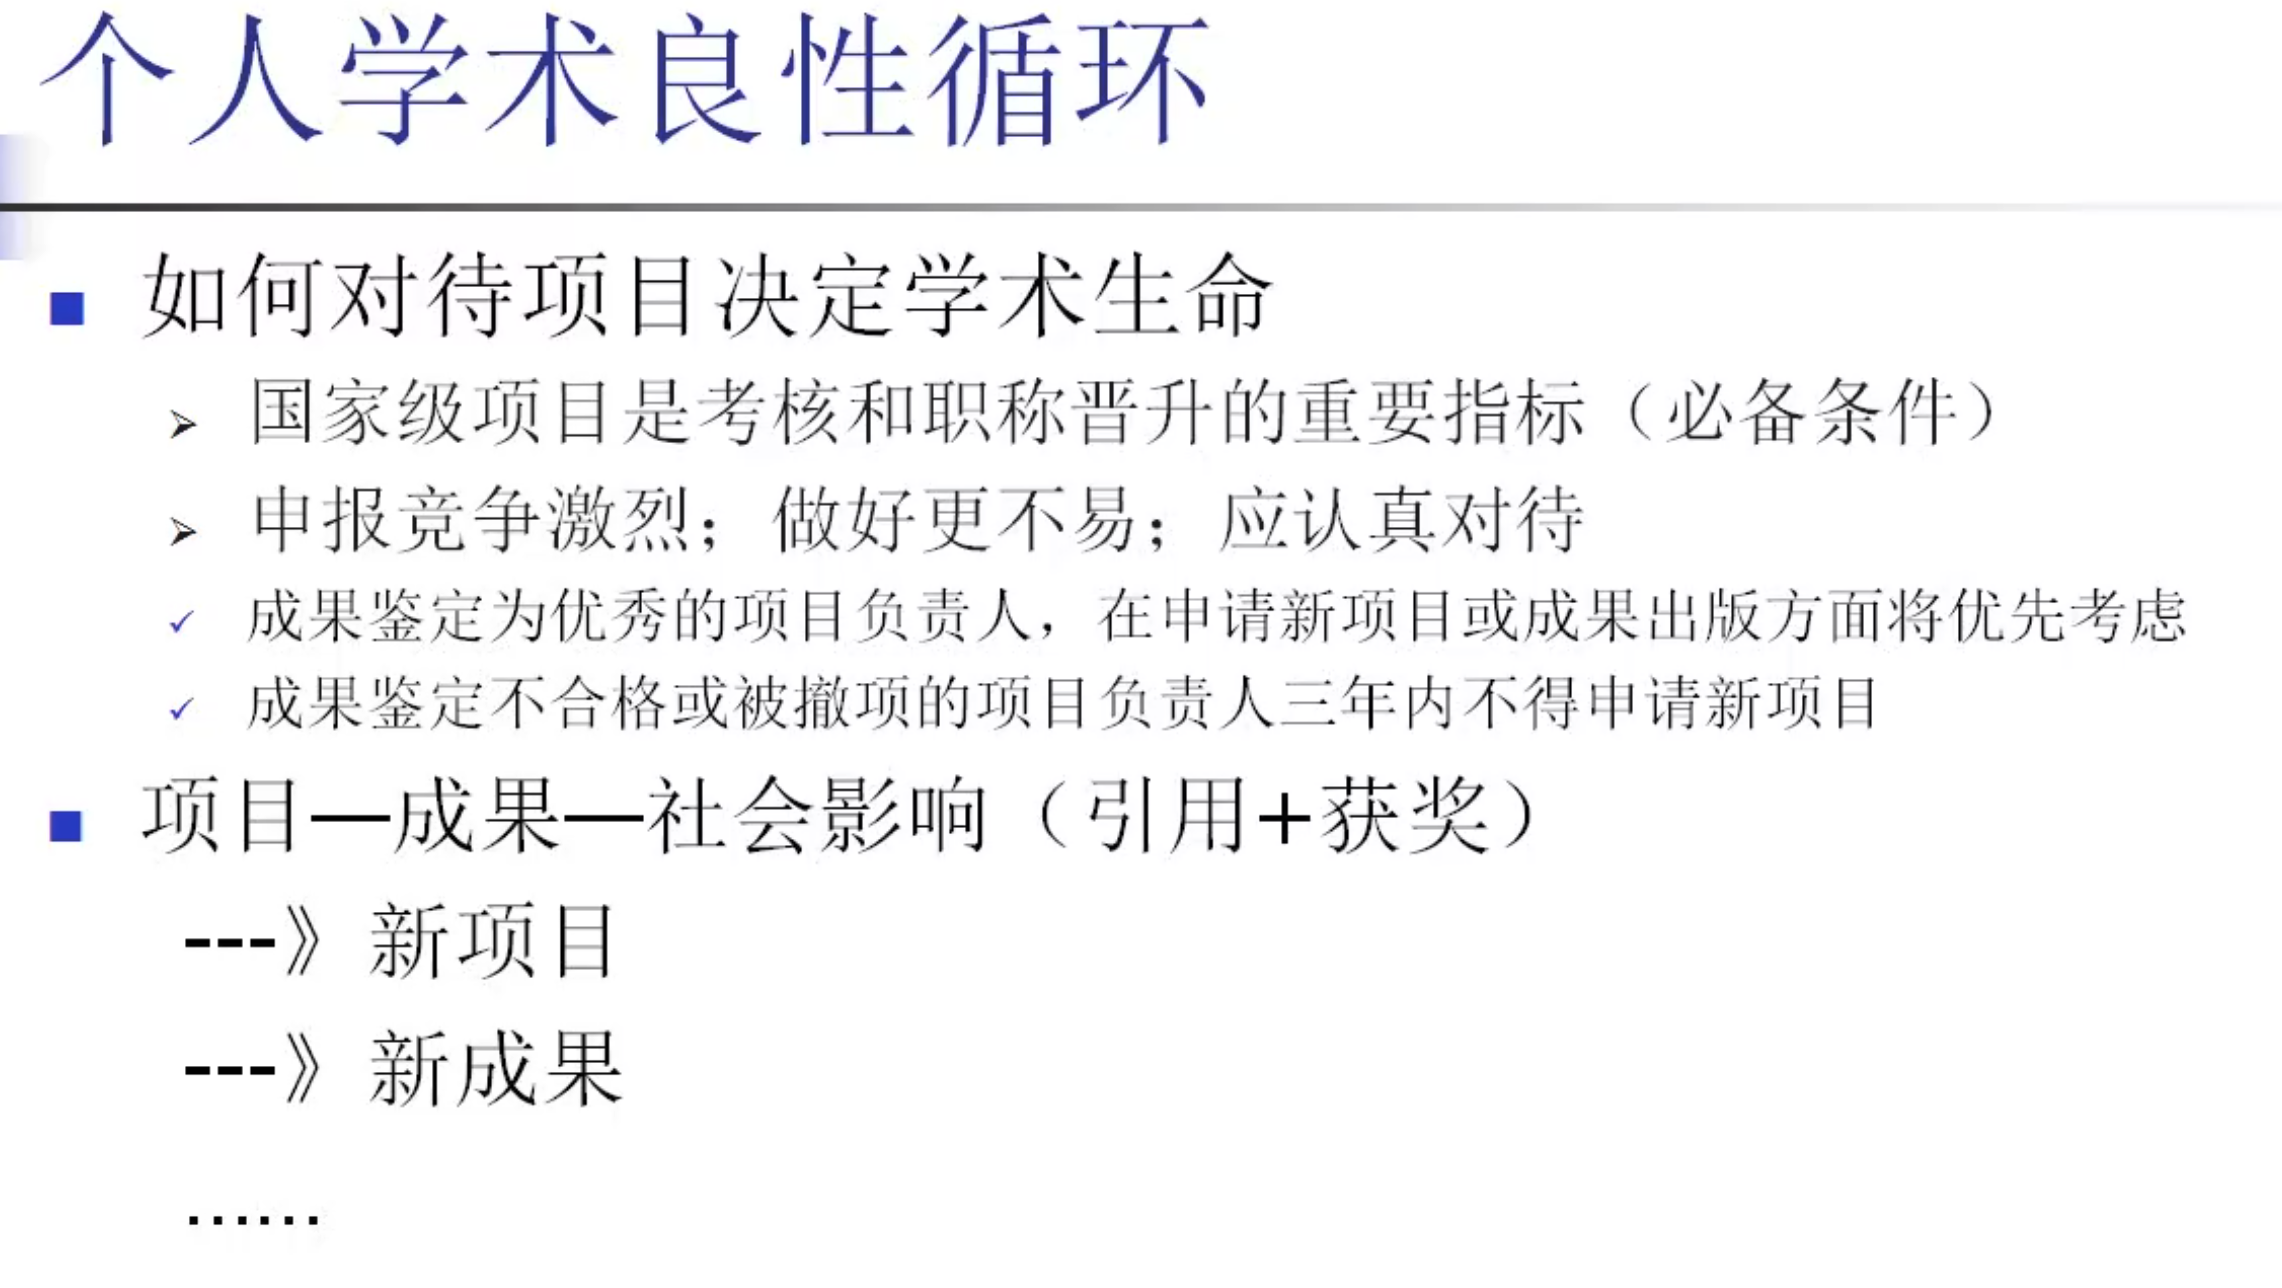 个人学术良性循环
如何对待项目决定学术生命
国家级项目是考核和职称晋升的重要指标（必备条件）
申报竞争激烈；做好更不易；应认真对待
成果鉴定为优秀的项目负责人，在申请新项目或成果出版方面将优先考虑
成果鉴定不合格或被撤项的项目负责人三年内不得申请新项目
项目—成果—社会影响（引用+获奖）
---》新项目
---》新成果
……